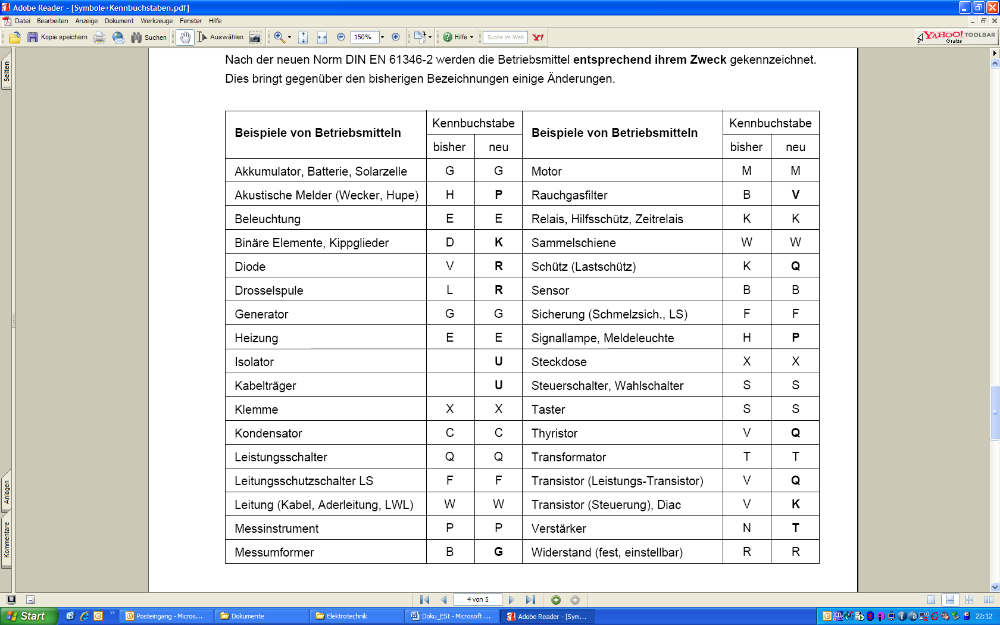 Adobe Reader - [Symbole+Kennbuchstaben.pdf]
Datei Bearbeiten Anzeige Dokument Werkzeuge Fenster Hilfe
Kopie speichern Suchen Auswählen 150% Hilfe Suche im Web Y! YAHOO! TOOLBAR
Gratis
Seiten
Anlagen
Kommentare
Nach der neuen Norm DIN EN 61346-2 werden die Betriebsmittel entsprechend ihrem Zweck gekennzeichnet.
Dies bringt gegenüber den bisherigen Bezeichnungen einige Änderungen.
Beispiele von Betriebsmitteln Kennbuchstabe Beispiele von Betriebsmitteln Kennbuchstabe
bisher neu bisher neu
Akkumulator, Batterie, Solarzelle G G Motor M M
Akustische Melder (Wecker, Hupe) H P Rauchgasfilter B V
Beleuchtung E E Relais, Hilfsschütz, Zeitrelais K K
Binäre Elemente, Kippglieder D K Sammelschiene W W
Diode V R Schütz (Lastschütz) K Q
Drosselspule L R Sensor B B
Generator G G Sicherung (Schmelzsich., LS) F F
Heizung E E Signallampe, Meldeleuchte H P
Isolator U Steckdose X X
Kabelträger U Steuerschalter, Wahlschalter S S
Klemme X X Taster S S
Kondensator C C Thyristor V Q
Leistungsschalter Q Q Transformator T T
Leitungsschutzschalter LS F F Transistor (Leistungs-Transistor) V Q
Leitung (Kabel, Aderleitung, LWL) W W Transistor (Steuerung), Diac V K
Messinstrument P P Verstärker N T
Messumformer B G Widerstand (fest, einstellbar) R R
4 von 5
Start Posteingang - Micros... Dokumente Elektrotechnik Doku_ESt - Microsoft ... Adobe Reader - [Sym... 22:12